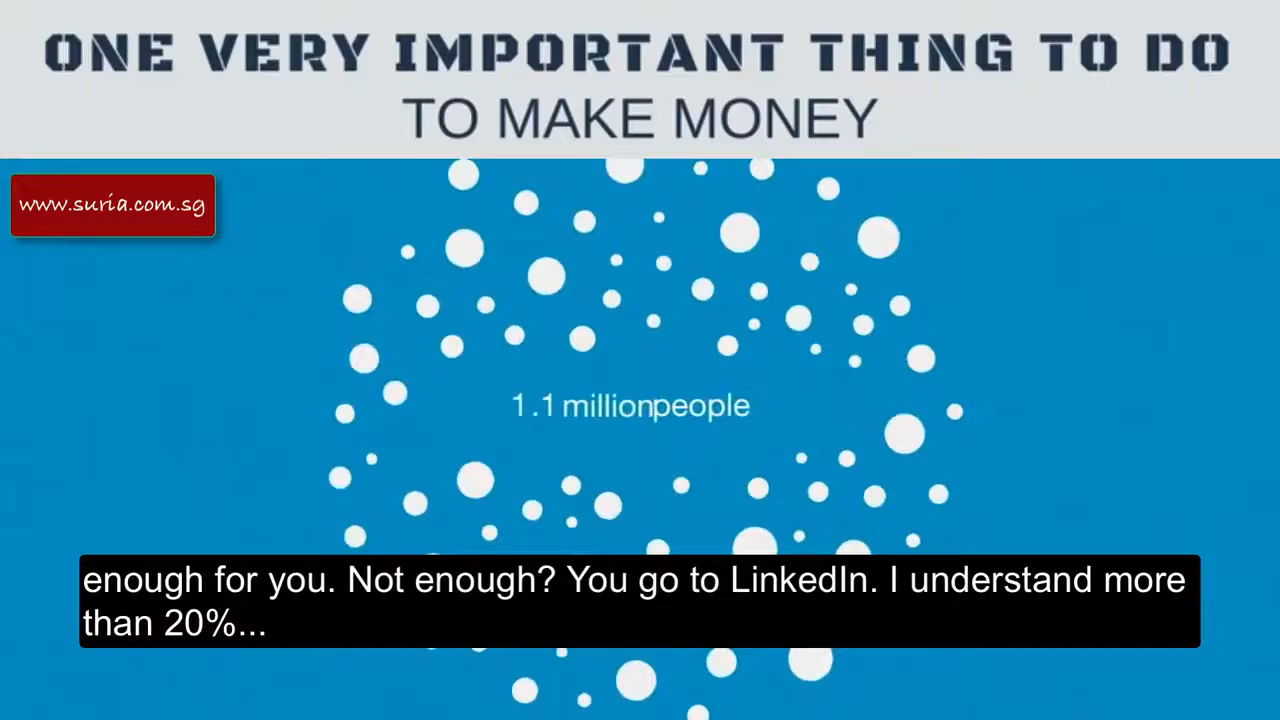 ONE VERY IMPORTANT THING TO DO
TO MAKE MONEY
www.suria.com.sg
1.1 millionpeople
enough for you. Not enough? You go to LinkedIn. I understand more
than 20%...